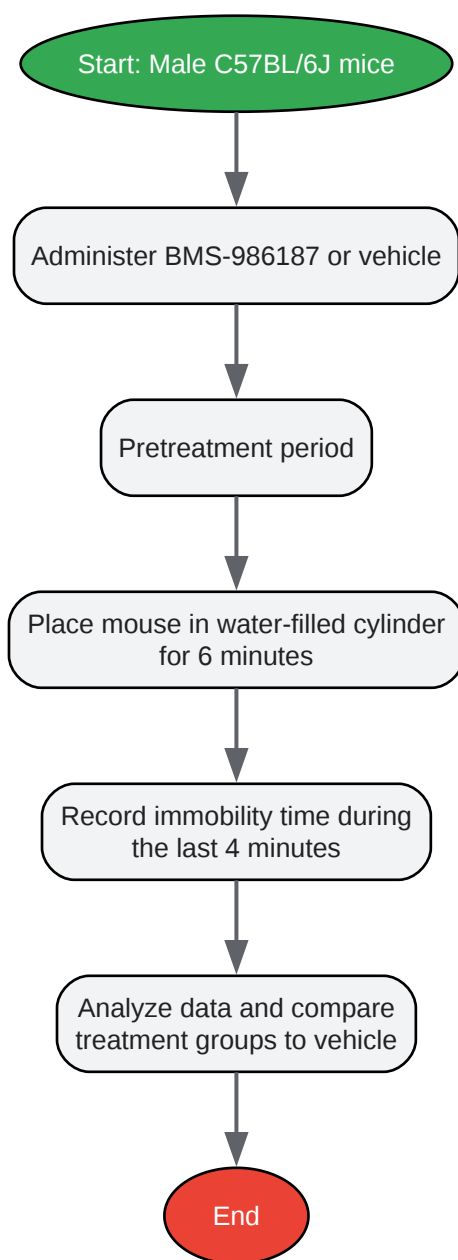 Start: Male C57BL/6J mice
Administer BMS-986187 or vehicle
Pretreatment period
Place mouse in water-filled cylinder
for 6 minutes
Record immobility time during
the last 4 minutes
Analyze data and compare
treatment groups to vehicle
End